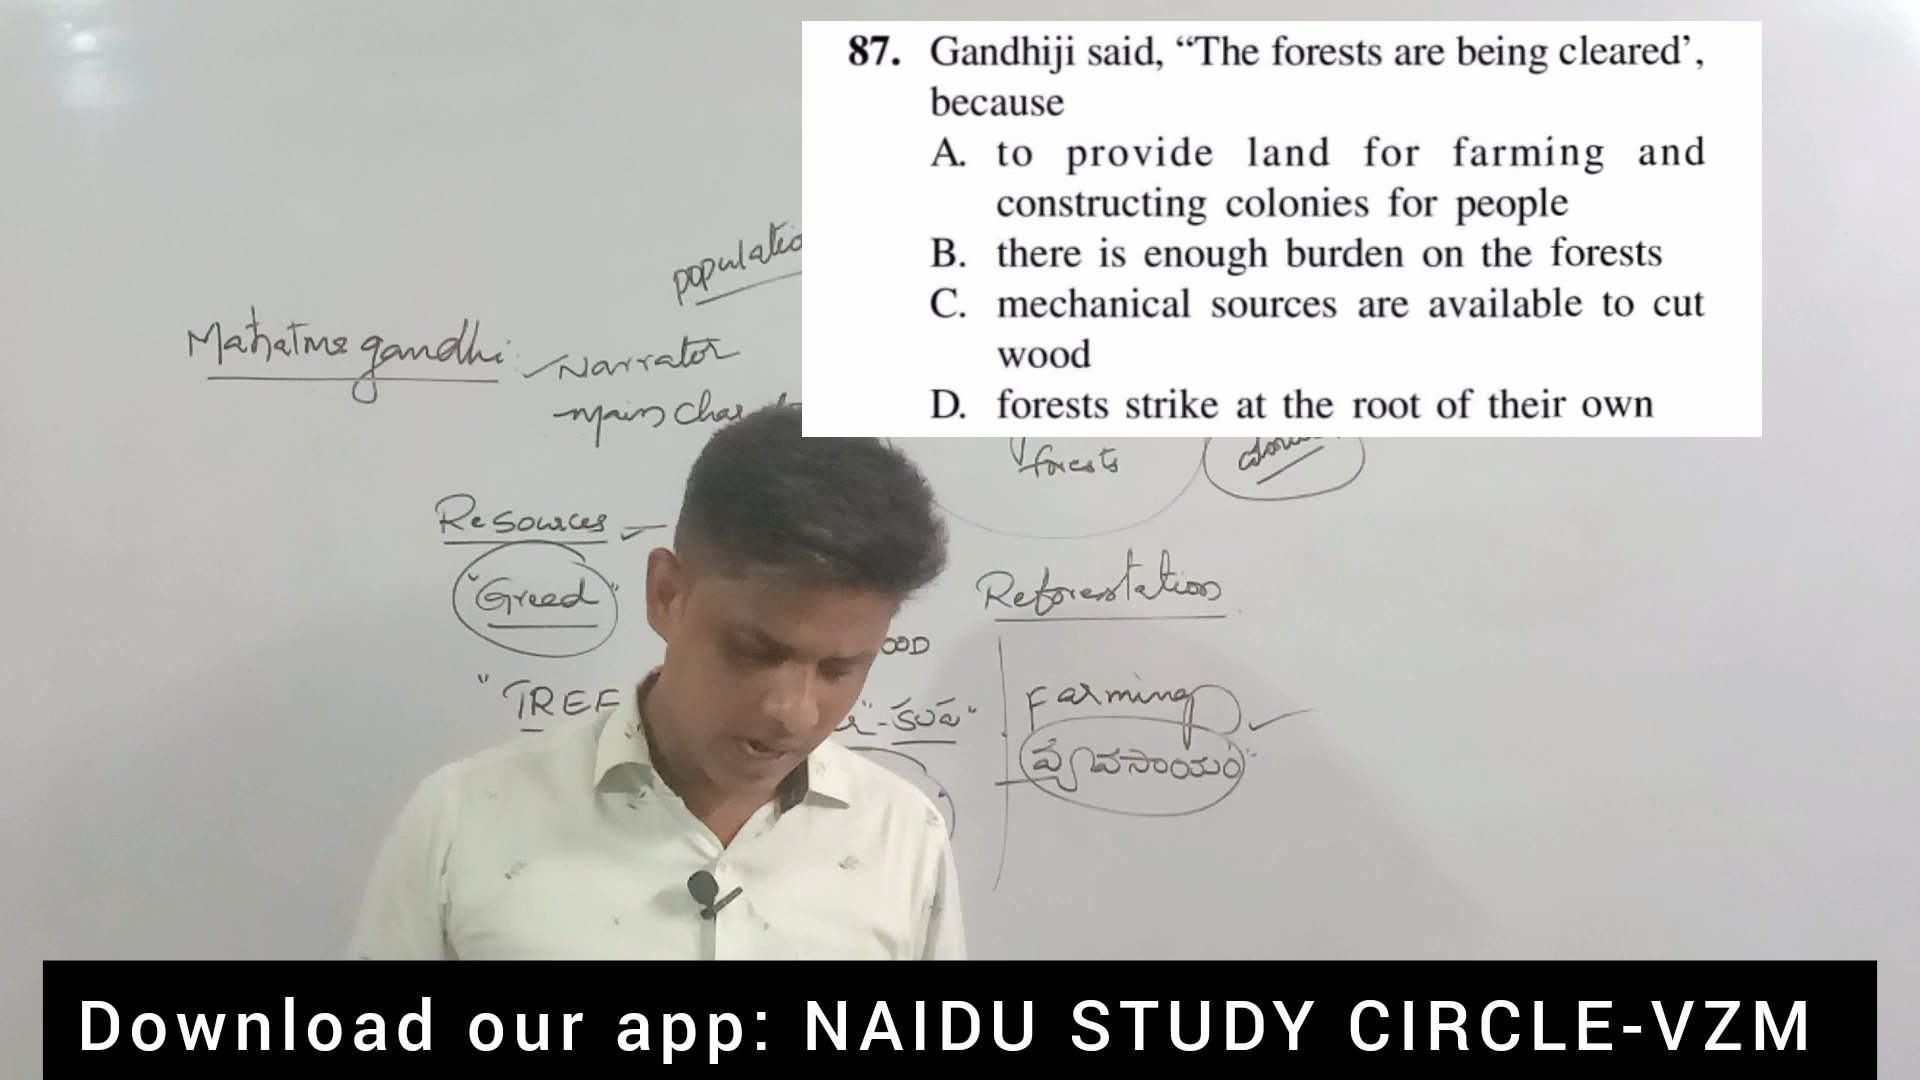 87. Gandhiji said, “The forests are being cleared’,
because
A. to provide land for farming and
constructing colonies for people
B. there is enough burden on the forests
C. mechanical sources are available to cut
wood
D. forests strike at the root of their own
populatio
Mahatma gandhi
Narrator
main Cha
forests
Resources
"Greed"
Reforestation
OOD
"TREE
Farming
వ్యవసాయం"
Download our app: NAIDU STUDY CIRCLE-VZM